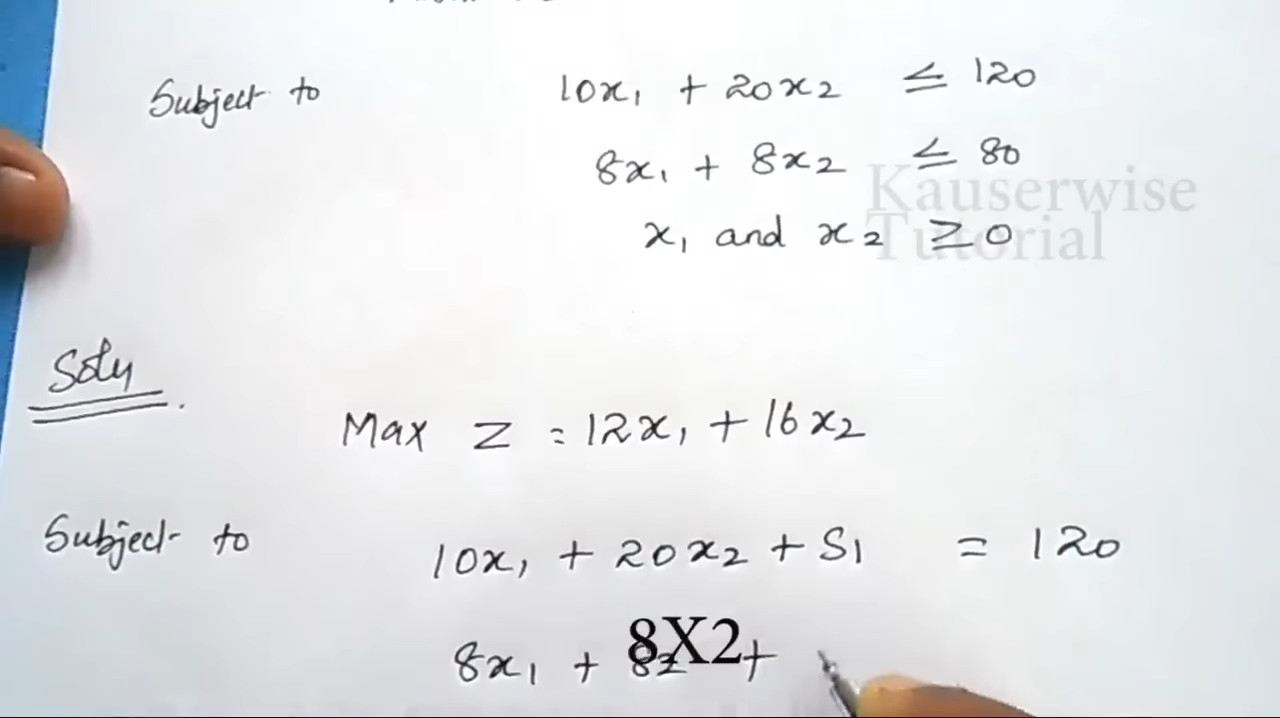 Subject to 10x₁ + 20x₂ ≤ 120
8x₁ + 8x₂ ≤ 80
Kauserwise
x₁ and x₂ ≥ 0
Tutorial
Soln.
Max Z = 12x₁ + 16x₂
Subject to 10x₁ + 20x₂ + S₁ = 120
8x₁ + 8X2 +